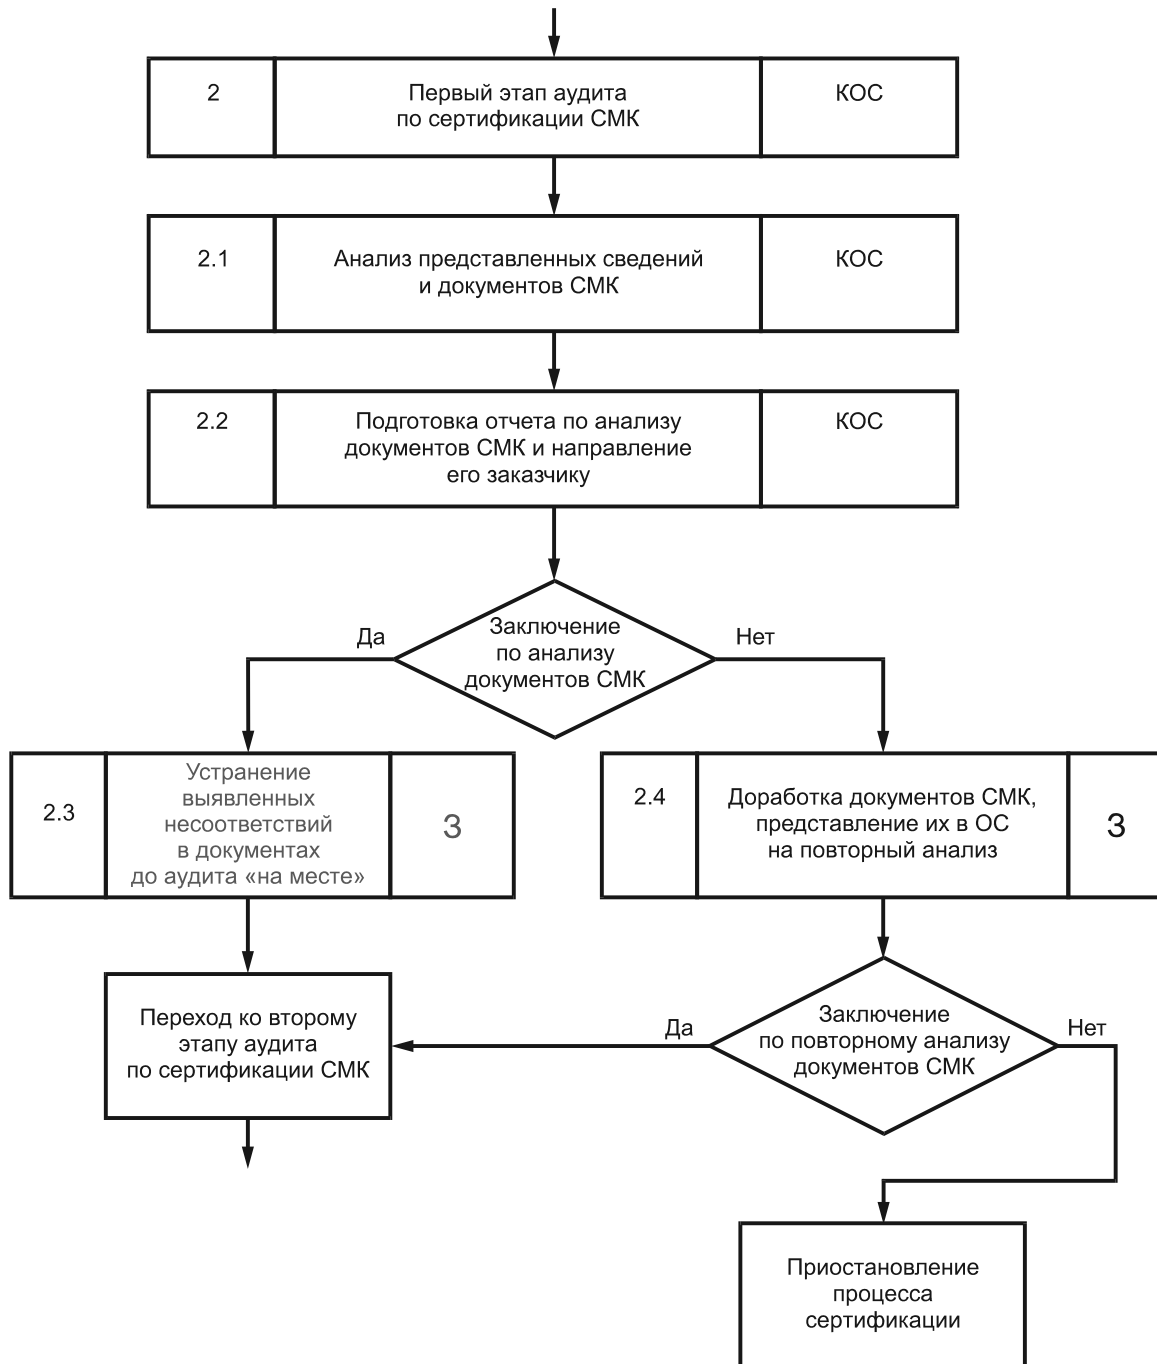 2
Первый этап аудита
по сертификации СМК
КОС
2.1
Анализ представленных сведений
и документов СМК
КОС
2.2
Подготовка отчета по анализу
документов СМК и направление
его заказчику
КОС
Да
Заключение
по анализу
документов СМК
Нет
2.3
Устранение
выявленных
несоответствий
в документах
до аудита «на месте»
З
2.4
Доработка документов СМК,
представление их в ОС
на повторный анализ
З
Переход ко второму
этапу аудита
по сертификации СМК
Да
Заключение
по повторному анализу
документов СМК
Нет
Приостановление
процесса
сертификации